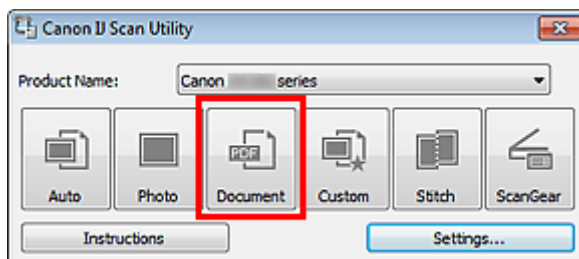 Canon IJ Scan Utility
Product Name: Canon series
PDF
Auto Photo Document Custom Stitch ScanGear
Instructions Settings...